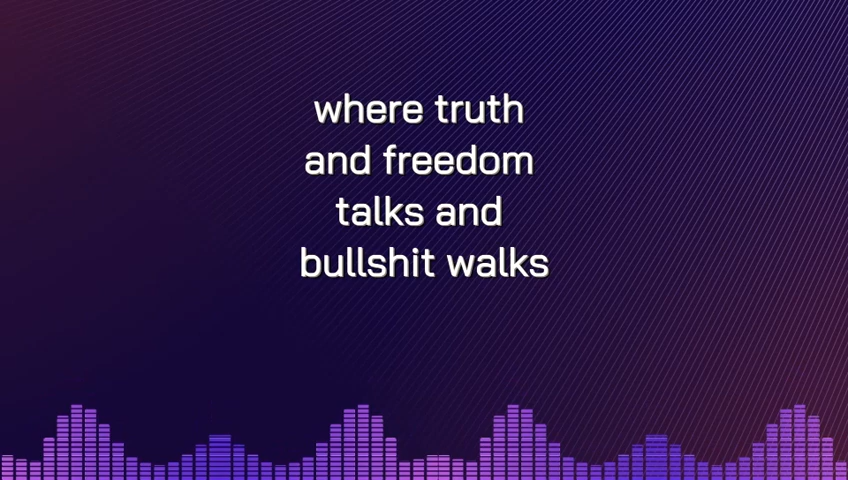 where truth
and freedom
talks and
bullshit walks